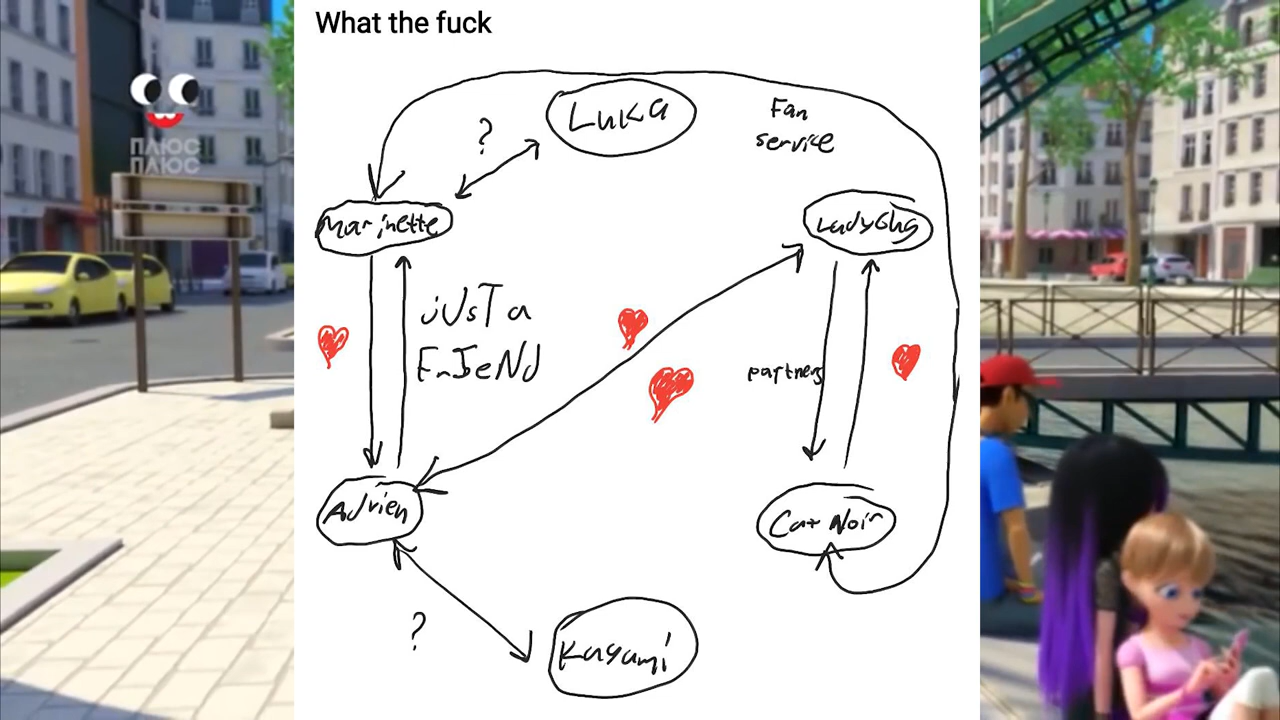 What the fuck
ПЛЮС
ПЛЮС
LUKA
Fan
service
?
Marinette
LadyBug
JUST a
FRIEND
partners
Adrien
Cat Noir
?
Kagami